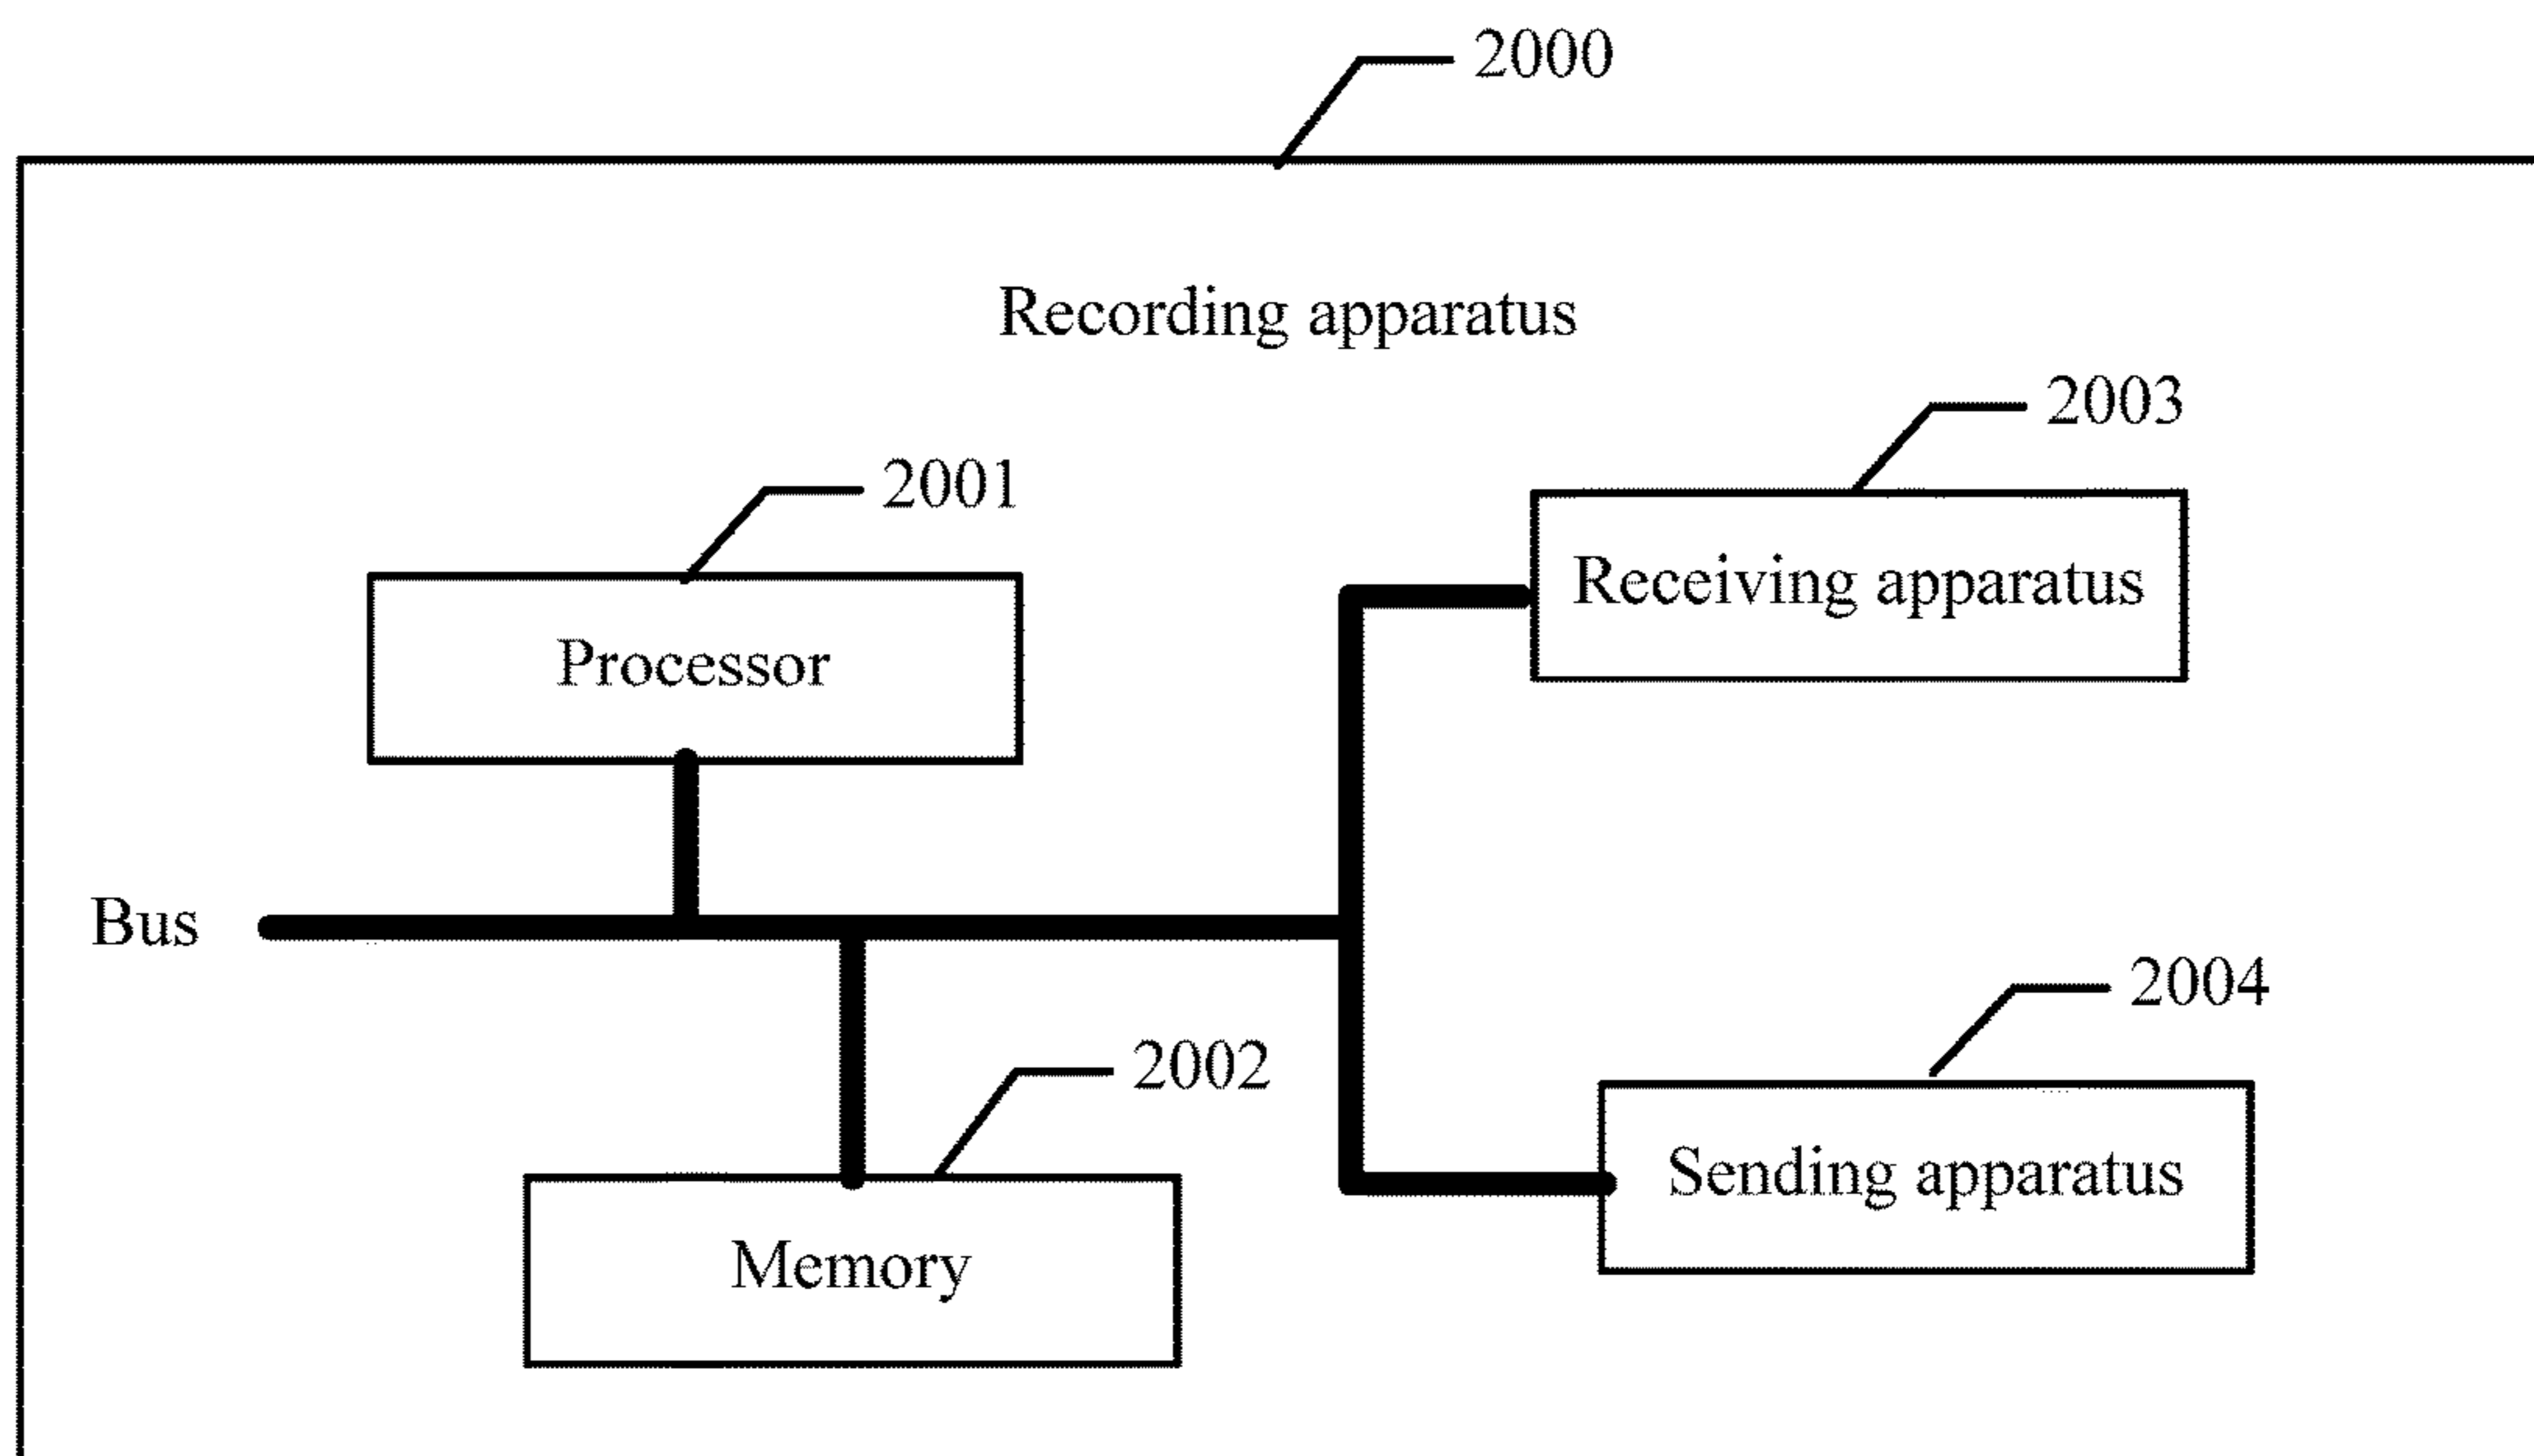 2000
Recording apparatus
2003
2001
Receiving apparatus
Processor
Bus
2004
2002
Sending apparatus
Memory